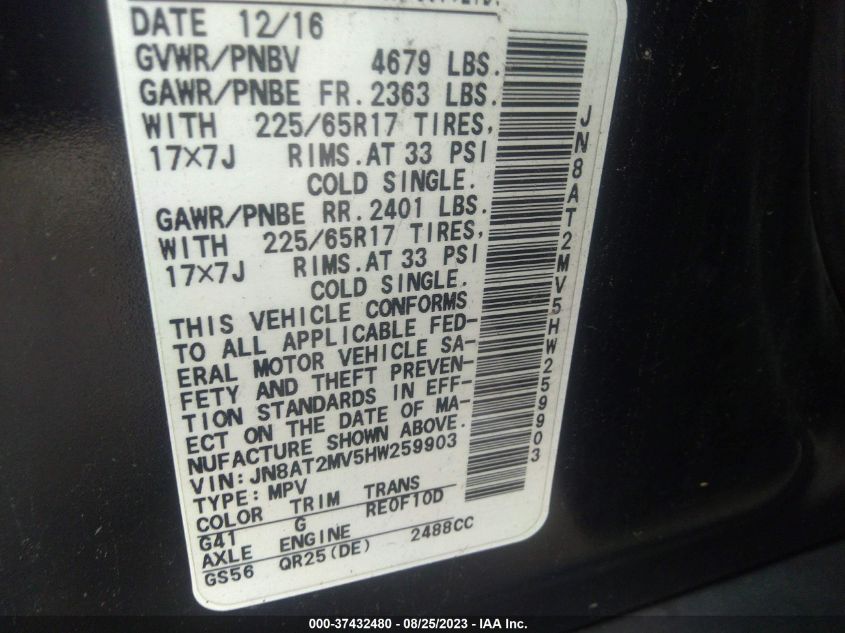 DATE 12/16
GVWR/PNBV 4679 LBS.
GAWR/PNBE FR. 2363 LBS.
WITH 225/65R17 TIRES,
17×7J RIMS. AT 33 PSI
COLD SINGLE.
GAWR/PNBE RR. 2401 LBS.
WITH 225/65R17 TIRES,
17×7J RIMS. AT 33 PSI
COLD SINGLE.
THIS VEHICLE CONFORMS
TO ALL APPLICABLE FED-
ERAL MOTOR VEHICLE SA-
FETY AND THEFT PREVEN-
TION STANDARDS IN EFF-
ECT ON THE DATE OF MA-
NUFACTURE SHOWN ABOVE.
VIN: JN8AT2MV5HW259903
TYPE: MPV
COLOR TRIM TRANS
G41 G RE0F10D
AXLE ENGINE
GS56 QR25(DE) 2488CC
JN8AT2MV5HW259903
000-37432480 - 08/25/2023 - IAA Inc.